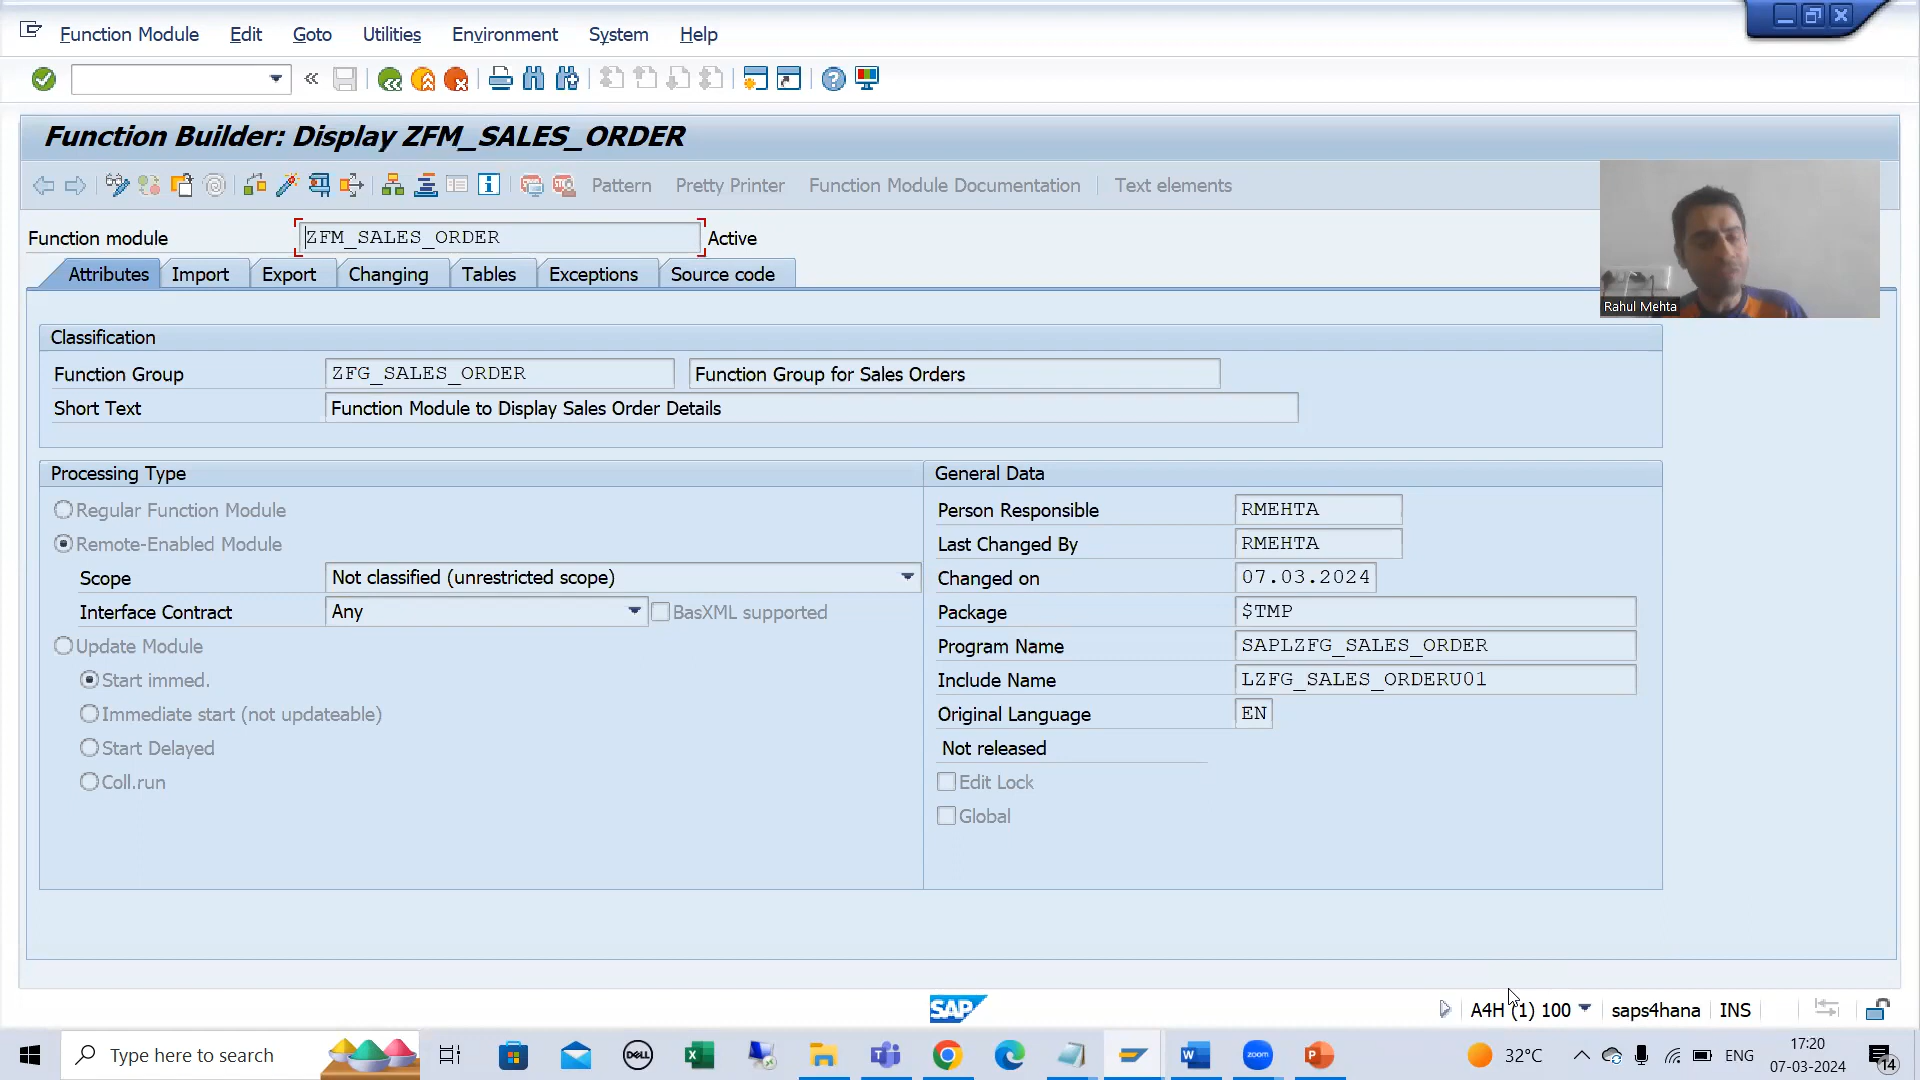 Function Module Edit Goto Utilities Environment System Help
Function Builder: Display ZFM_SALES_ORDER
Pattern Pretty Printer Function Module Documentation Text elements
Function module ZFM_SALES_ORDER Active
Attributes Import Export Changing Tables Exceptions Source code
Rahul Mehta
Classification
Function Group ZFG_SALES_ORDER Function Group for Sales Orders
Short Text Function Module to Display Sales Order Details
Processing Type General Data
Regular Function Module Person Responsible RMEHTA
Remote-Enabled Module Last Changed By RMEHTA
Scope Not classified (unrestricted scope) Changed on 07.03.2024
Interface Contract Any BasXML supported Package $TMP
Update Module Program Name SAPLZFG_SALES_ORDER
Start immed. Include Name LZFG_SALES_ORDERU01
Immediate start (not updateable) Original Language EN
Start Delayed Not released
Coll.run Edit Lock
Global
SAP A4H (1) 100 saps4hana INS
Type here to search DELL zoom 32°C ENG 17:20
07-03-2024 14